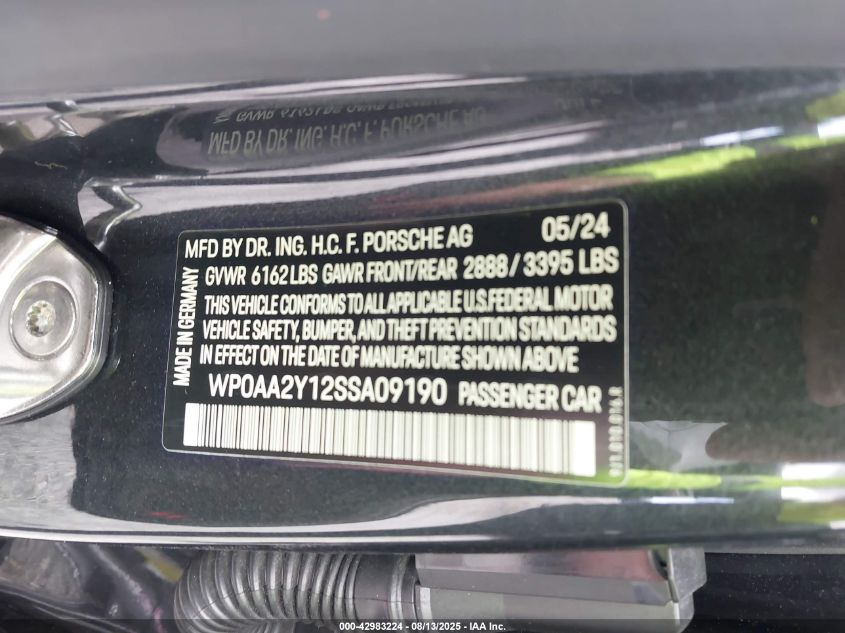 MFD BY DR. ING. H.C. F. PORSCHE AG 05/24
GVWR 6162 LBS GAWR FRONT/REAR 2888 / 3395 LBS
THIS VEHICLE CONFORMS TO ALL APPLICABLE U.S. FEDERAL MOTOR
VEHICLE SAFETY, BUMPER, AND THEFT PREVENTION STANDARDS
IN EFFECT ON THE DATE OF MANUFACTURE SHOWN ABOVE
WP0AA2Y12SSA09190 PASSENGER CAR
MADE IN GERMANY
000-42983224 - 08/13/2025 - IAA Inc.